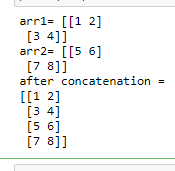 arr1= [[1 2]
 [3 4]]
arr2= [[5 6]
 [7 8]]
after concatenation =
[[1 2]
 [3 4]
 [5 6]
 [7 8]]